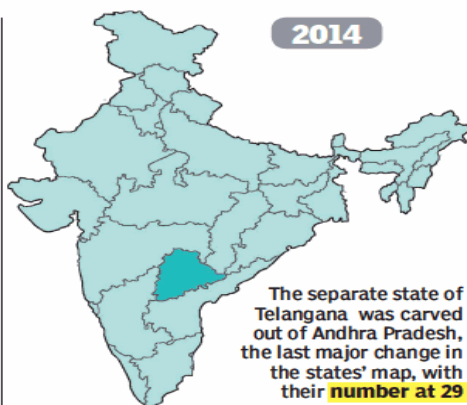 2014
The separate state of
Telangana was carved
out of Andhra Pradesh,
the last major change in
the states' map, with
their number at 29